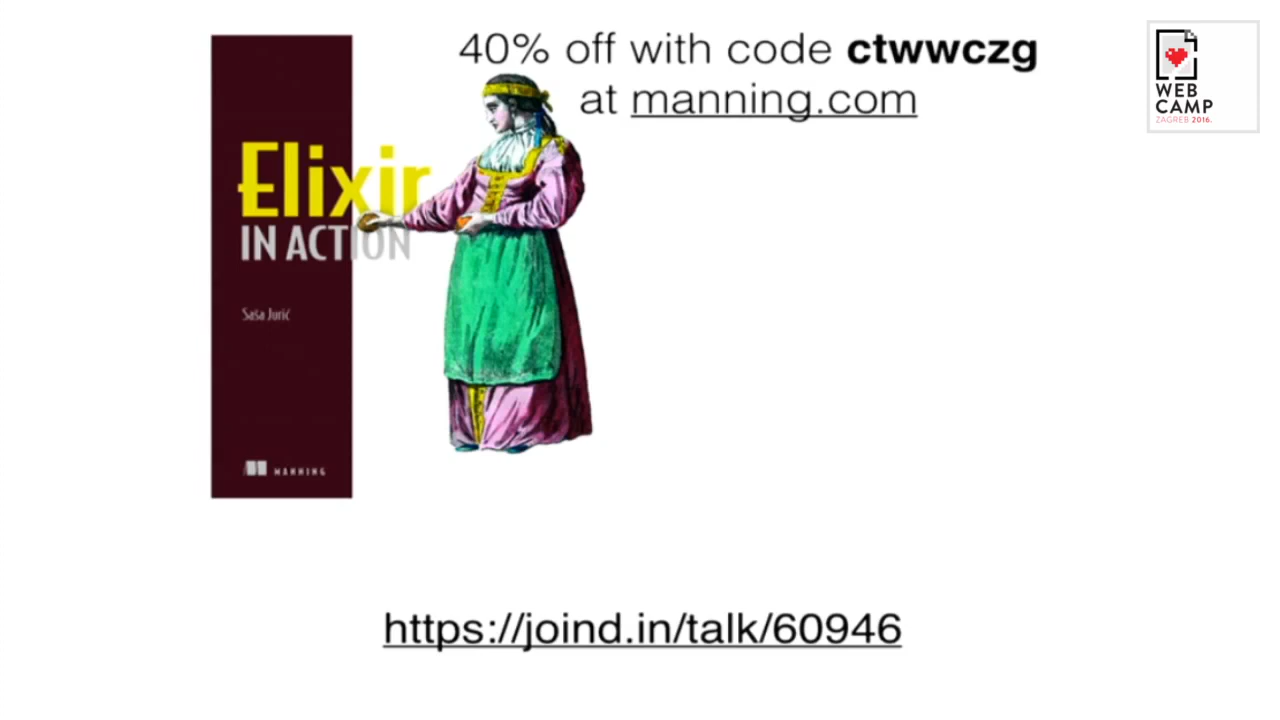 40% off with code ctwwczg
at manning.com
WEB
CAMP
ZAGREB 2016.
Elixir
IN ACTION
Saša Jurić
MANNING
https://joind.in/talk/60946